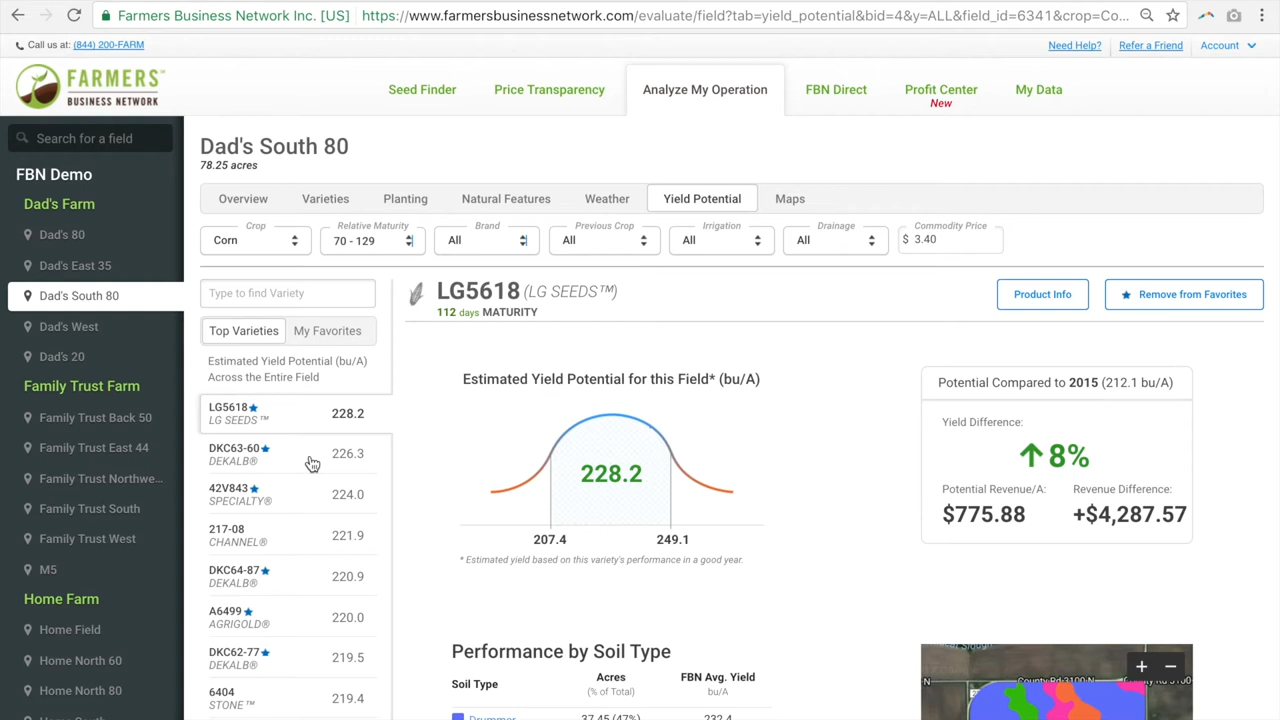 Farmers Business Network Inc. [US]
https://www.farmersbusinessnetwork.com/evaluate/field?tab=yield_potential&bid=4&y=ALL&field_id=6341&crop=Co...
Call us at: (844) 200-FARM
Need Help?
Refer a Friend
Account
FARMERS™
BUSINESS NETWORK
Seed Finder
Price Transparency
Analyze My Operation
FBN Direct
Profit Center
New
My Data
Search for a field
FBN Demo
Dad's Farm
Dad's 80
Dad's East 35
Dad's South 80
Dad's West
Dad's 20
Family Trust Farm
Family Trust Back 50
Family Trust East 44
Family Trust Northwe...
Family Trust South
Family Trust West
M5
Home Farm
Home Field
Home North 60
Home North 80
Dad's South 80
78.25 acres
Overview
Varieties
Planting
Natural Features
Weather
Yield Potential
Maps
Crop
Corn
Relative Maturity
70 - 129
Brand
All
Previous Crop
All
Irrigation
All
Drainage
All
Commodity Price
$ 3.40
Type to find Variety
Top Varieties
My Favorites
Estimated Yield Potential (bu/A)
Across the Entire Field
LG5618
LG SEEDS ™
228.2
DKC63-60
DEKALB®
226.3
42V843
SPECIALTY®
224.0
217-08
CHANNEL®
221.9
DKC64-87
DEKALB®
220.9
A6499
AGRIGOLD®
220.0
DKC62-77
DEKALB®
219.5
6404
STONE ™
219.4
LG5618 (LG SEEDS™)
112 days MATURITY
Product Info
Remove from Favorites
Estimated Yield Potential for this Field* (bu/A)
228.2
207.4
249.1
* Estimated yield based on this variety's performance in a good year.
Potential Compared to 2015 (212.1 bu/A)
Yield Difference:
8%
Potential Revenue/A:
$775.88
Revenue Difference:
+$4,287.57
Performance by Soil Type
Soil Type
Acres
(% of Total)
FBN Avg. Yield
bu/A
Drummer
37.45 (47%)
232.4
+
−
County Rd 3100 N